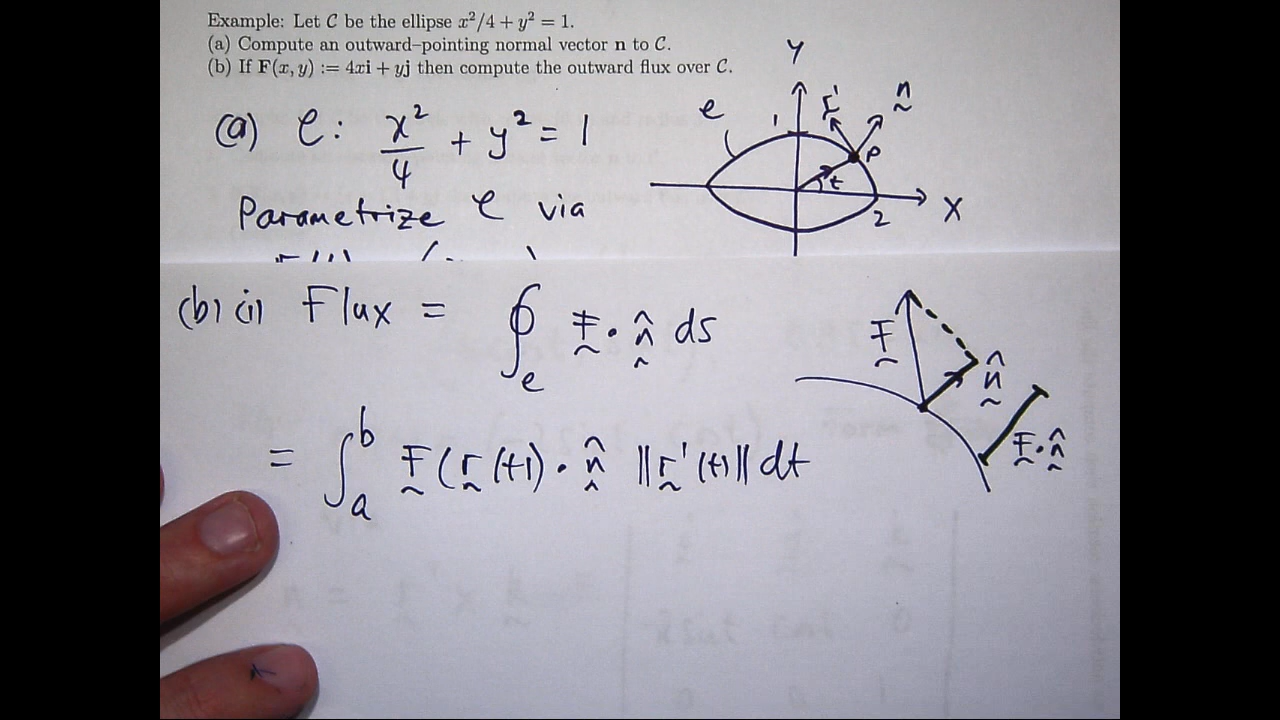 Example: Let C be the ellipse x²/4 + y² = 1.
(a) Compute an outward–pointing normal vector n to C.
(b) If F(x, y) := 4xi + yj then compute the outward flux over C.
(a) C: x²/4 + y² = 1
Parametrize C via
y
C
1
r'
n
P
t
2
x
(b) (i) Flux = ∮_C F · n̂ ds
= ∫_a^b F(r(t)) · n̂ ||r'(t)|| dt
F
n̂
F · n̂